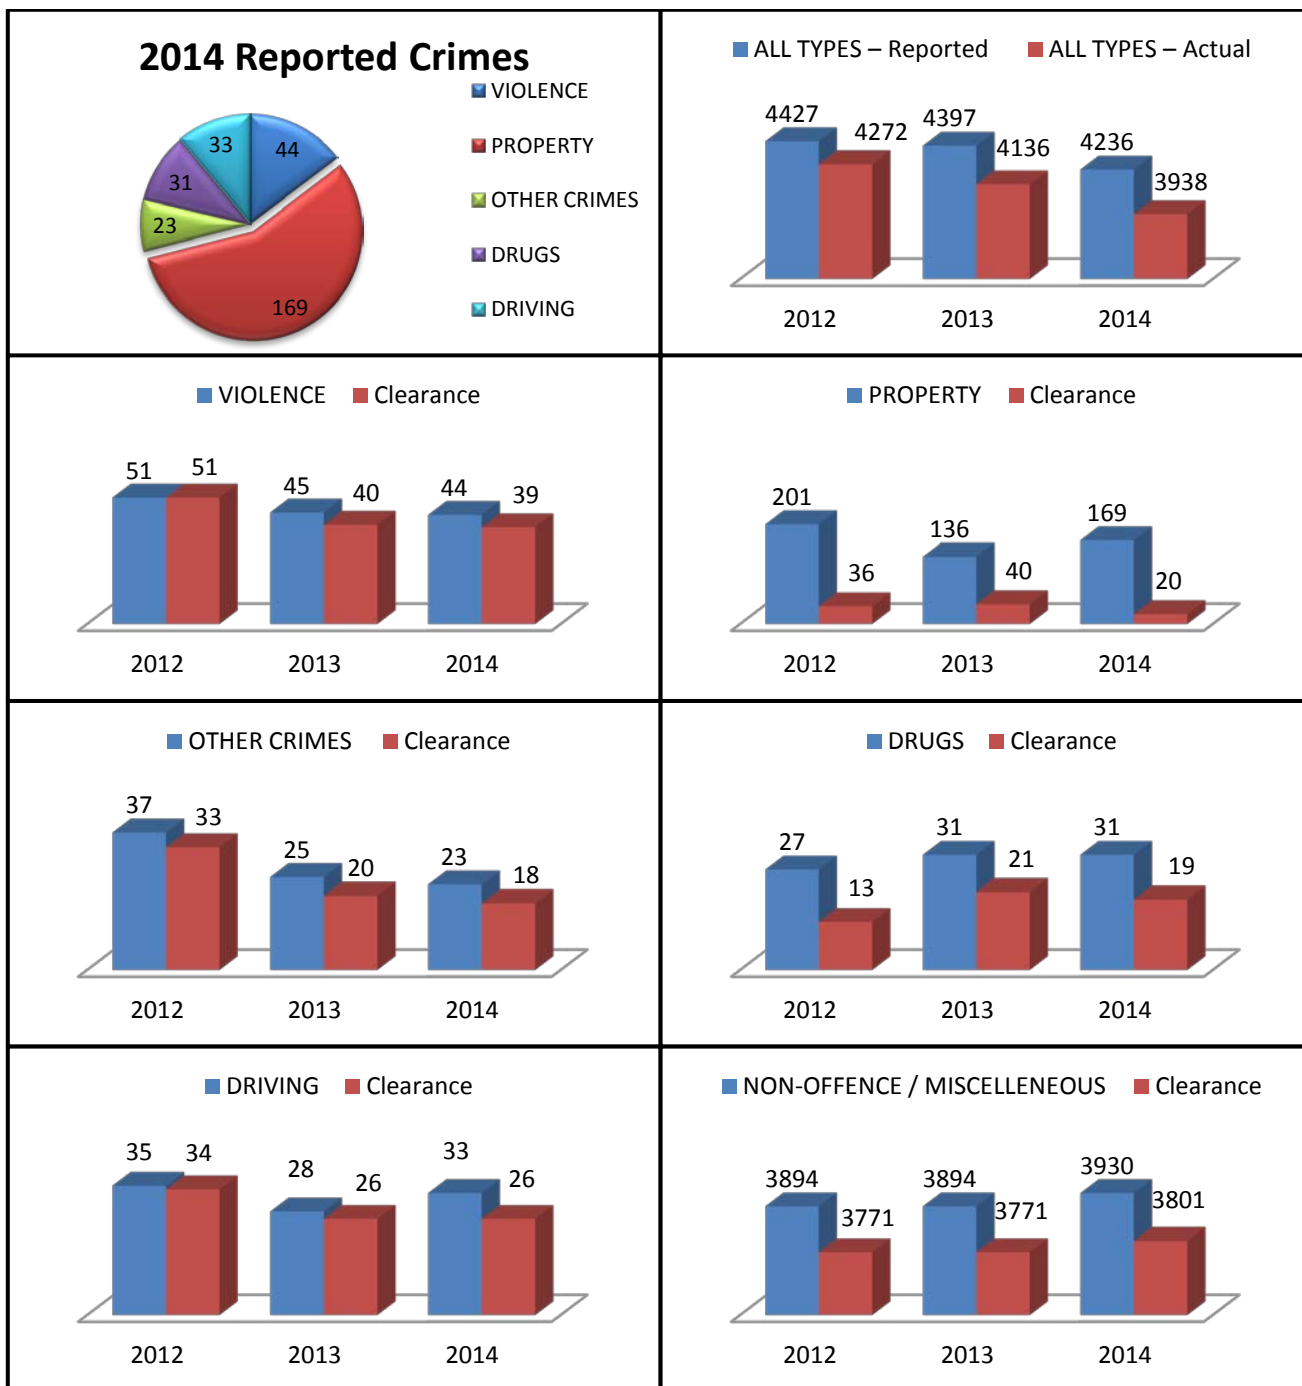 2014 Reported Crimes
VIOLENCE
PROPERTY
OTHER CRIMES
DRUGS
DRIVING
33 44
31
23
169
ALL TYPES – Reported ALL TYPES – Actual
4427 4272 4397 4136 4236 3938
2012 2013 2014
VIOLENCE Clearance
51 51 45 40 44 39
2012 2013 2014
PROPERTY Clearance
201 36 136 40 169 20
2012 2013 2014
OTHER CRIMES Clearance
37 33 25 20 23 18
2012 2013 2014
DRUGS Clearance
27 13 31 21 31 19
2012 2013 2014
DRIVING Clearance
35 34 28 26 33 26
2012 2013 2014
NON-OFFENCE / MISCELLENEOUS Clearance
3894 3771 3894 3771 3930 3801
2012 2013 2014